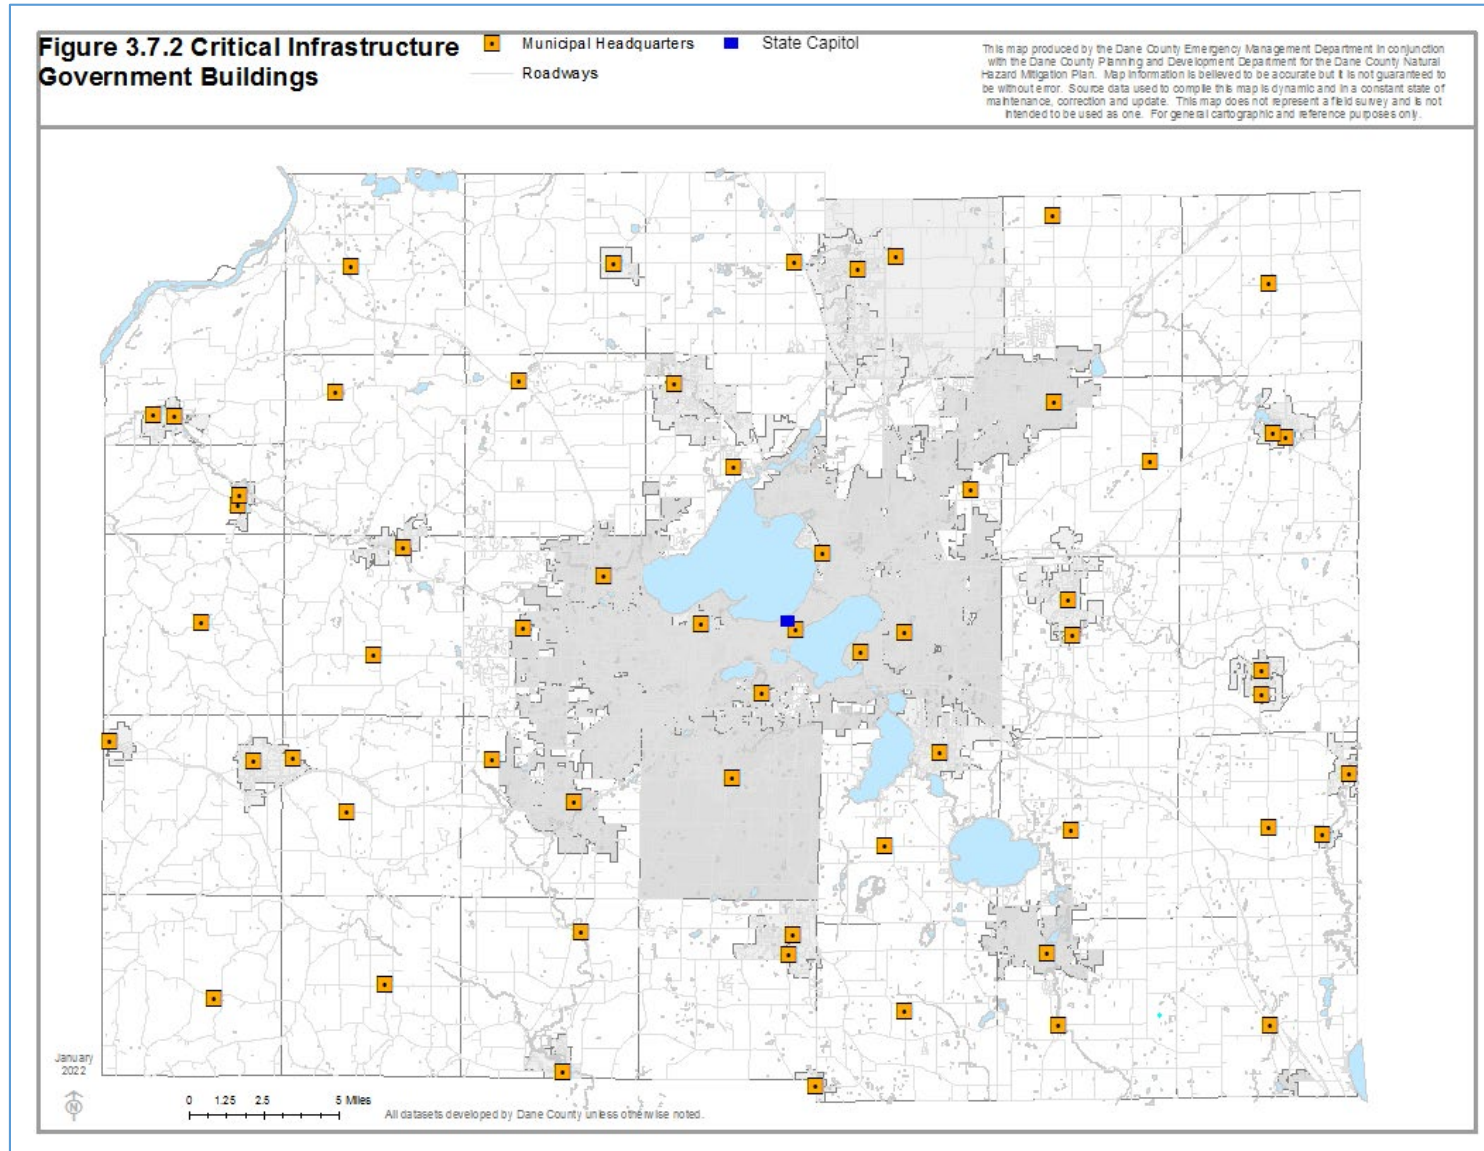 Figure 3.7.2 Critical Infrastructure
Government Buildings
Municipal Headquarters
State Capitol
Roadways
This map produced by the Dane County Emergency Management Department in conjunction
with the Dane County Planning and Development Department for the Dane County Natural
Hazard Mitigation Plan. Map information is believed to be accurate but it is not guaranteed to
be without error. Source data used to compile this map is dynamic and in a constant state of
maintenance, correction and update. This map does not represent a field survey and is not
intended to be used as one. For general cartographic and reference purposes only.
January
2022
N
0 1.25 2.5 5 Miles
All datasets developed by Dane County unless otherwise noted.